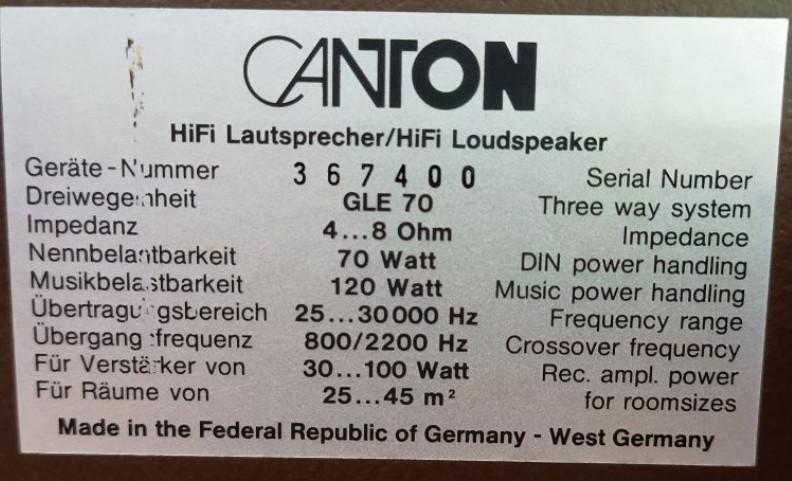 CANTON
HiFi Lautsprecher/HiFi Loudspeaker
Geräte-Nummer 367400 Serial Number
Dreiwegeinheit GLE 70 Three way system
Impedanz 4...8 Ohm Impedance
Nennbelastbarkeit 70 Watt DIN power handling
Musikbelastbarkeit 120 Watt Music power handling
Übertragungsbereich 25...30000 Hz Frequency range
Übergangsfrequenz 800/2200 Hz Crossover frequency
Für Verstärker von 30...100 Watt Rec. ampl. power
Für Räume von 25...45 m² for roomsizes
Made in the Federal Republic of Germany - West Germany